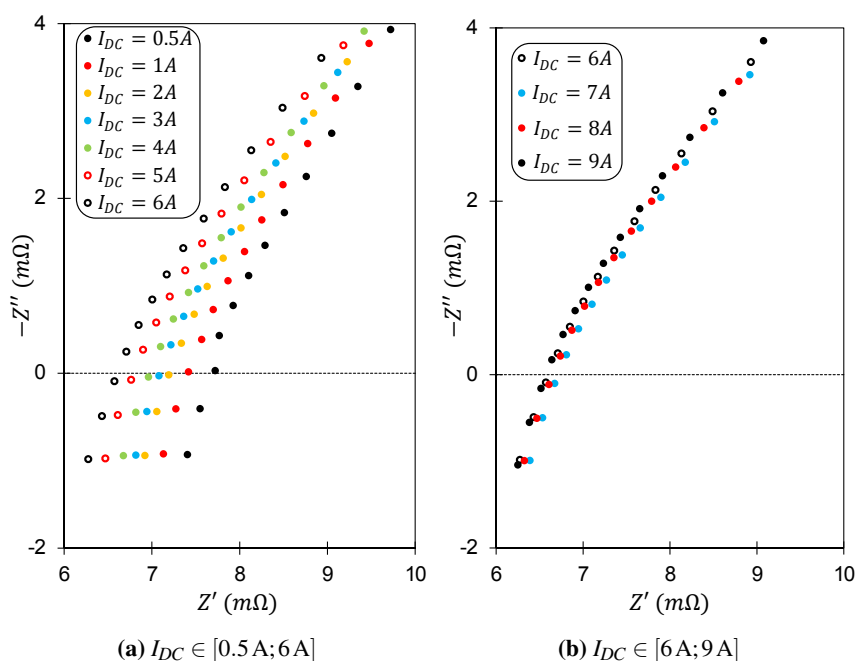 4
2
0
-2
−Z′′ (mΩ)
I_DC = 0.5A
I_DC = 1A
I_DC = 2A
I_DC = 3A
I_DC = 4A
I_DC = 5A
I_DC = 6A
6 7 8 9 10
Z′ (mΩ)
(a) I_DC ∈ [0.5 A; 6 A]
4
2
0
-2
−Z′′ (mΩ)
I_DC = 6A
I_DC = 7A
I_DC = 8A
I_DC = 9A
6 7 8 9 10
Z′ (mΩ)
(b) I_DC ∈ [6 A; 9 A]